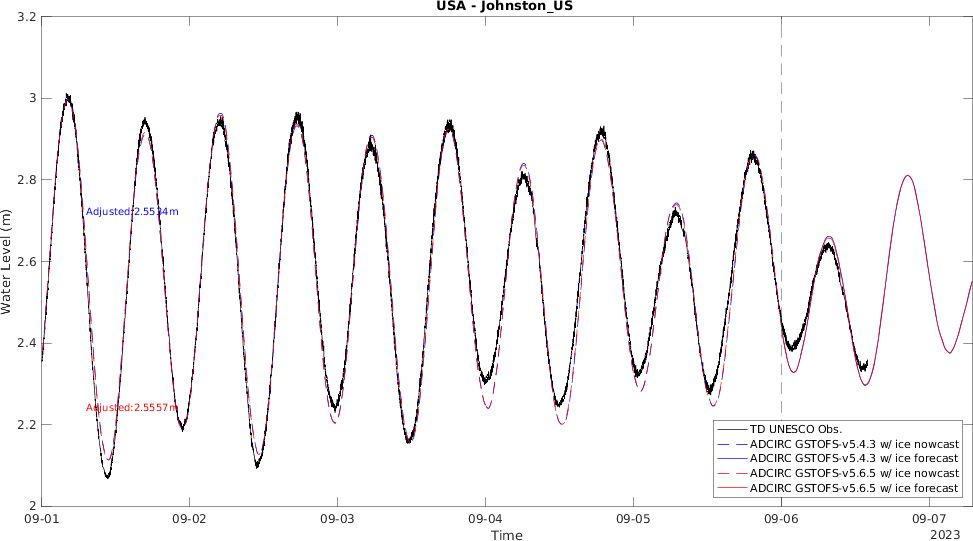 USA - Johnston_US
3.2
3
2.8
2.6
2.4
2.2
2
Water Level (m)
Adjusted:2.5534m
Adjusted:2.5557m
TD UNESCO Obs.
ADCIRC GSTOFS-v5.4.3 w/ ice nowcast
ADCIRC GSTOFS-v5.4.3 w/ ice forecast
ADCIRC GSTOFS-v5.6.5 w/ ice nowcast
ADCIRC GSTOFS-v5.6.5 w/ ice forecast
09-01 09-02 09-03 09-04 09-05 09-06 09-07
Time
2023